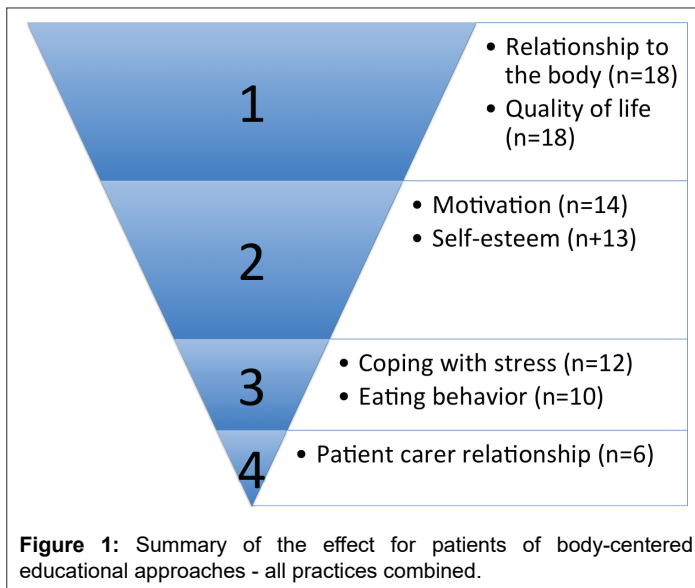 1
• Relationship to
the body (n=18)
• Quality of life
(n=18)
2
• Motivation (n=14)
• Self-esteem (n+13)
3
• Coping with stress (n=12)
• Eating behavior (n=10)
4
• Patient carer relationship (n=6)
Figure 1: Summary of the effect for patients of body-centered
educational approaches - all practices combined.